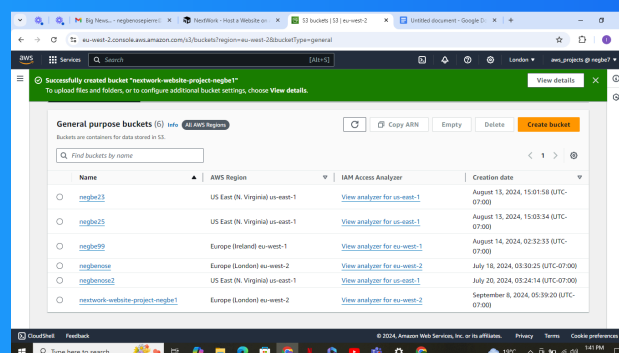 Big News... - negbenosepierre@
NextWork - Host a Website on
S3 buckets | S3 | eu-west-2
Untitled document - Google D
eu-west-2.console.aws.amazon.com/s3/buckets?region=eu-west-2&bucketType=general
aws
Services
Search
[Alt+S]
London
aws_projects @ negbe7
Successfully created bucket "nextwork-website-project-negbe1"
To upload files and folders, or to configure additional bucket settings, choose View details.
View details
General purpose buckets (6) Info All AWS Regions
Buckets are containers for data stored in S3.
Copy ARN
Empty
Delete
Create bucket
Find buckets by name
1
Name AWS Region IAM Access Analyzer Creation date
negbe23 US East (N. Virginia) us-east-1 View analyzer for us-east-1 August 13, 2024, 15:01:58 (UTC-
07:00)
negbe25 US East (N. Virginia) us-east-1 View analyzer for us-east-1 August 13, 2024, 15:03:34 (UTC-
07:00)
negbe99 Europe (Ireland) eu-west-1 View analyzer for eu-west-1 August 14, 2024, 02:32:33 (UTC-
07:00)
negbenose Europe (London) eu-west-2 View analyzer for eu-west-2 July 18, 2024, 03:30:25 (UTC-07:00)
negbenose2 US East (N. Virginia) us-east-1 View analyzer for us-east-1 July 20, 2024, 03:24:14 (UTC-07:00)
nextwork-website-project-negbe1 Europe (London) eu-west-2 View analyzer for eu-west-2 September 8, 2024, 05:39:20 (UTC-
07:00)
CloudShell Feedback © 2024, Amazon Web Services, Inc. or its affiliates. Privacy Terms Cookie preferences
Type here to search
19°C
1:41 PM